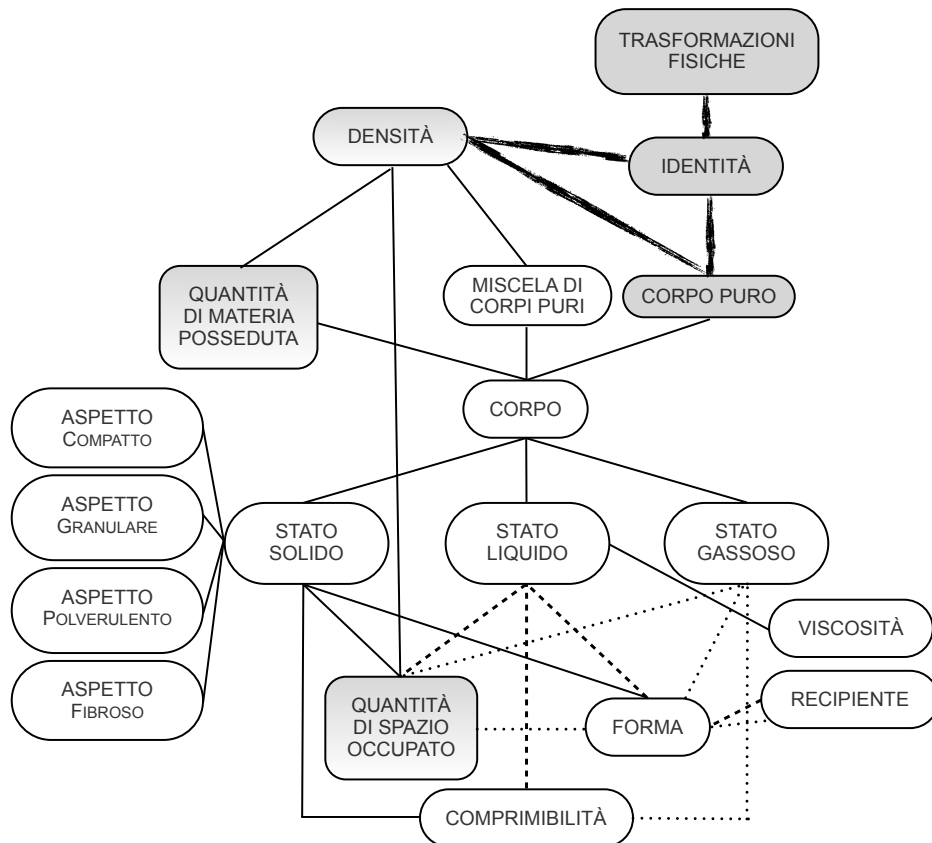 TRASFORMAZIONI
FISICHE
DENSITÀ
IDENTITÀ
QUANTITÀ
DI MATERIA
POSSEDUTA
MISCELA DI
CORPI PURI
CORPO PURO
CORPO
ASPETTO
COMPATTO
ASPETTO
GRANULARE
ASPETTO
POLVERULENTO
ASPETTO
FIBROSO
STATO
SOLIDO
STATO
LIQUIDO
STATO
GASSOSO
VISCOSITÀ
RECIPIENTE
QUANTITÀ
DI SPAZIO
OCCUPATO
FORMA
COMPRIMIBILITÀ